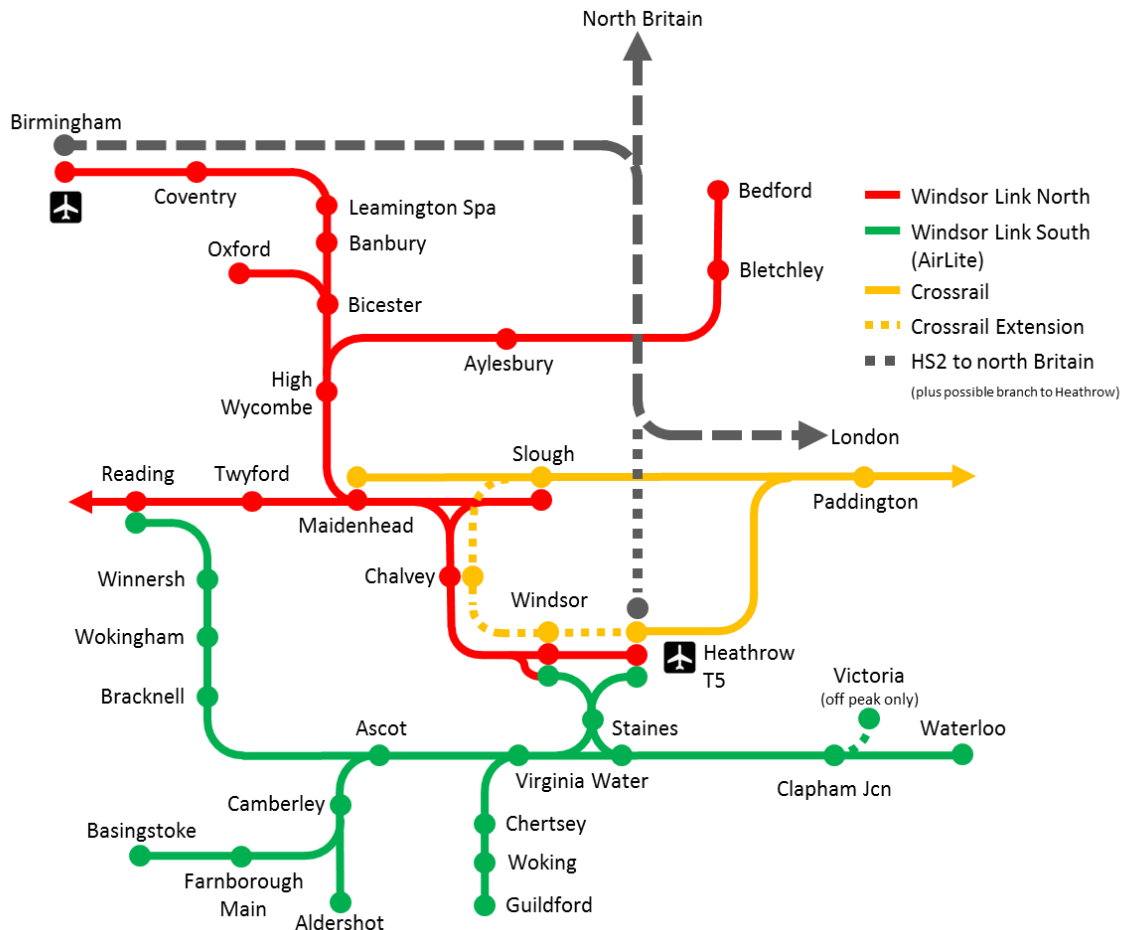 North Britain
Birmingham
Coventry
Leamington Spa
Bedford
Windsor Link North
Windsor Link South
(AirLite)
Oxford
Banbury
Bletchley
Crossrail
Bicester
Crossrail Extension
Aylesbury
HS2 to north Britain
(plus possible branch to Heathrow)
High
Wycombe
London
Reading
Twyford
Slough
Maidenhead
Paddington
Winnersh
Chalvey
Windsor
Wokingham
Heathrow
T5
Bracknell
Victoria
(off peak only)
Ascot
Staines
Waterloo
Virginia Water
Clapham Jcn
Camberley
Basingstoke
Chertsey
Woking
Farnborough
Main
Guildford
Aldershot